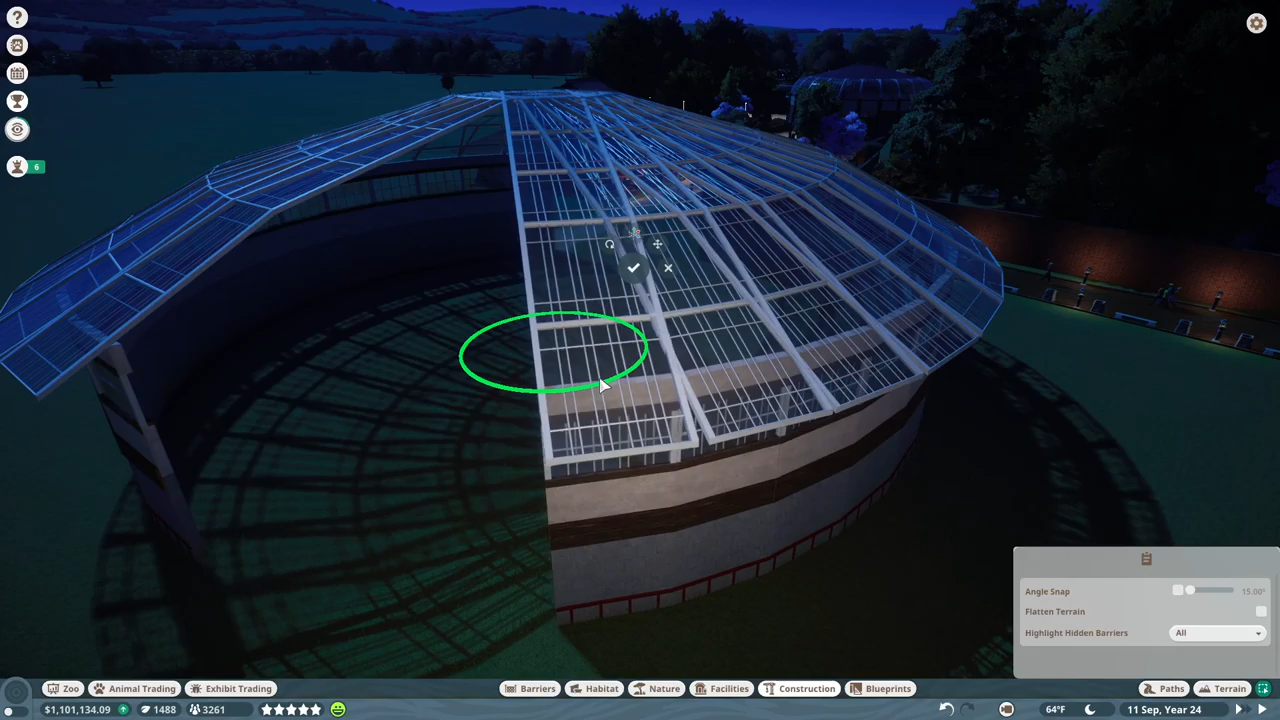 ?
6
Angle Snap 15.00°
Flatten Terrain
Highlight Hidden Barriers All
Zoo Animal Trading Exhibit Trading Barriers Habitat Nature Facilities Construction Blueprints Paths Terrain
$1,101,134.09 1488 3261 64°F 11 Sep, Year 24